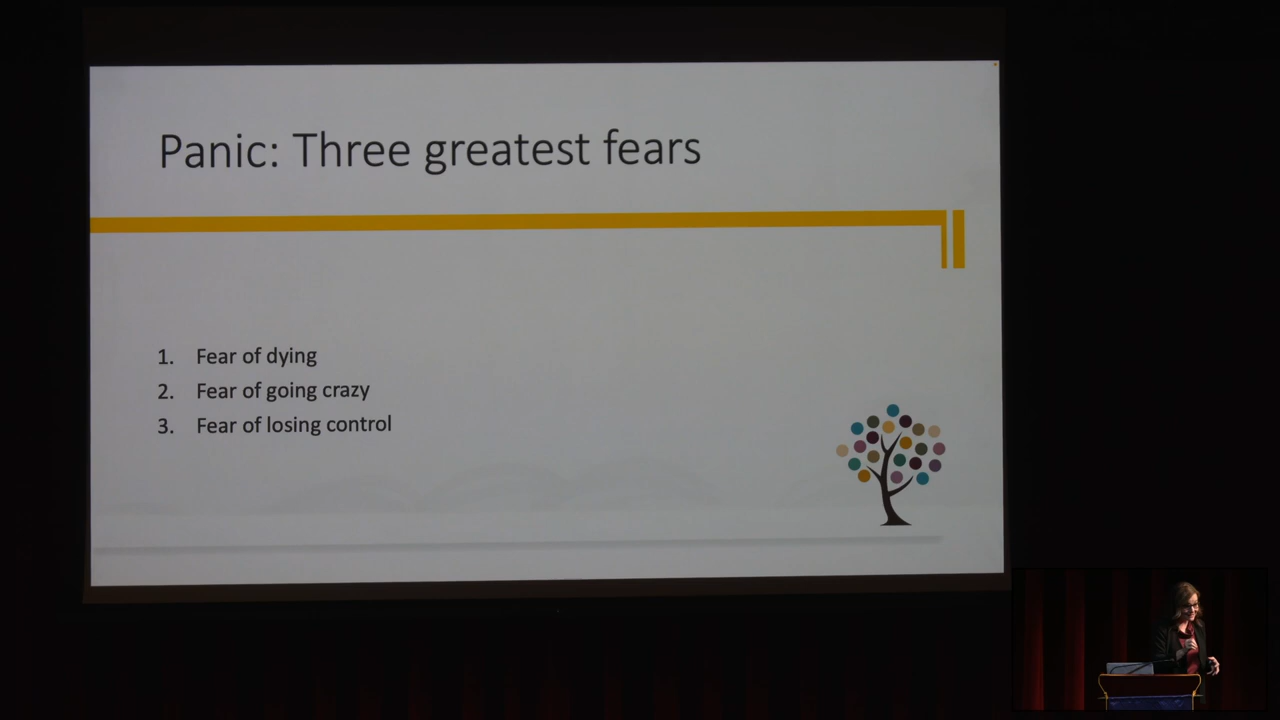 Panic: Three greatest fears
1. Fear of dying
2. Fear of going crazy
3. Fear of losing control